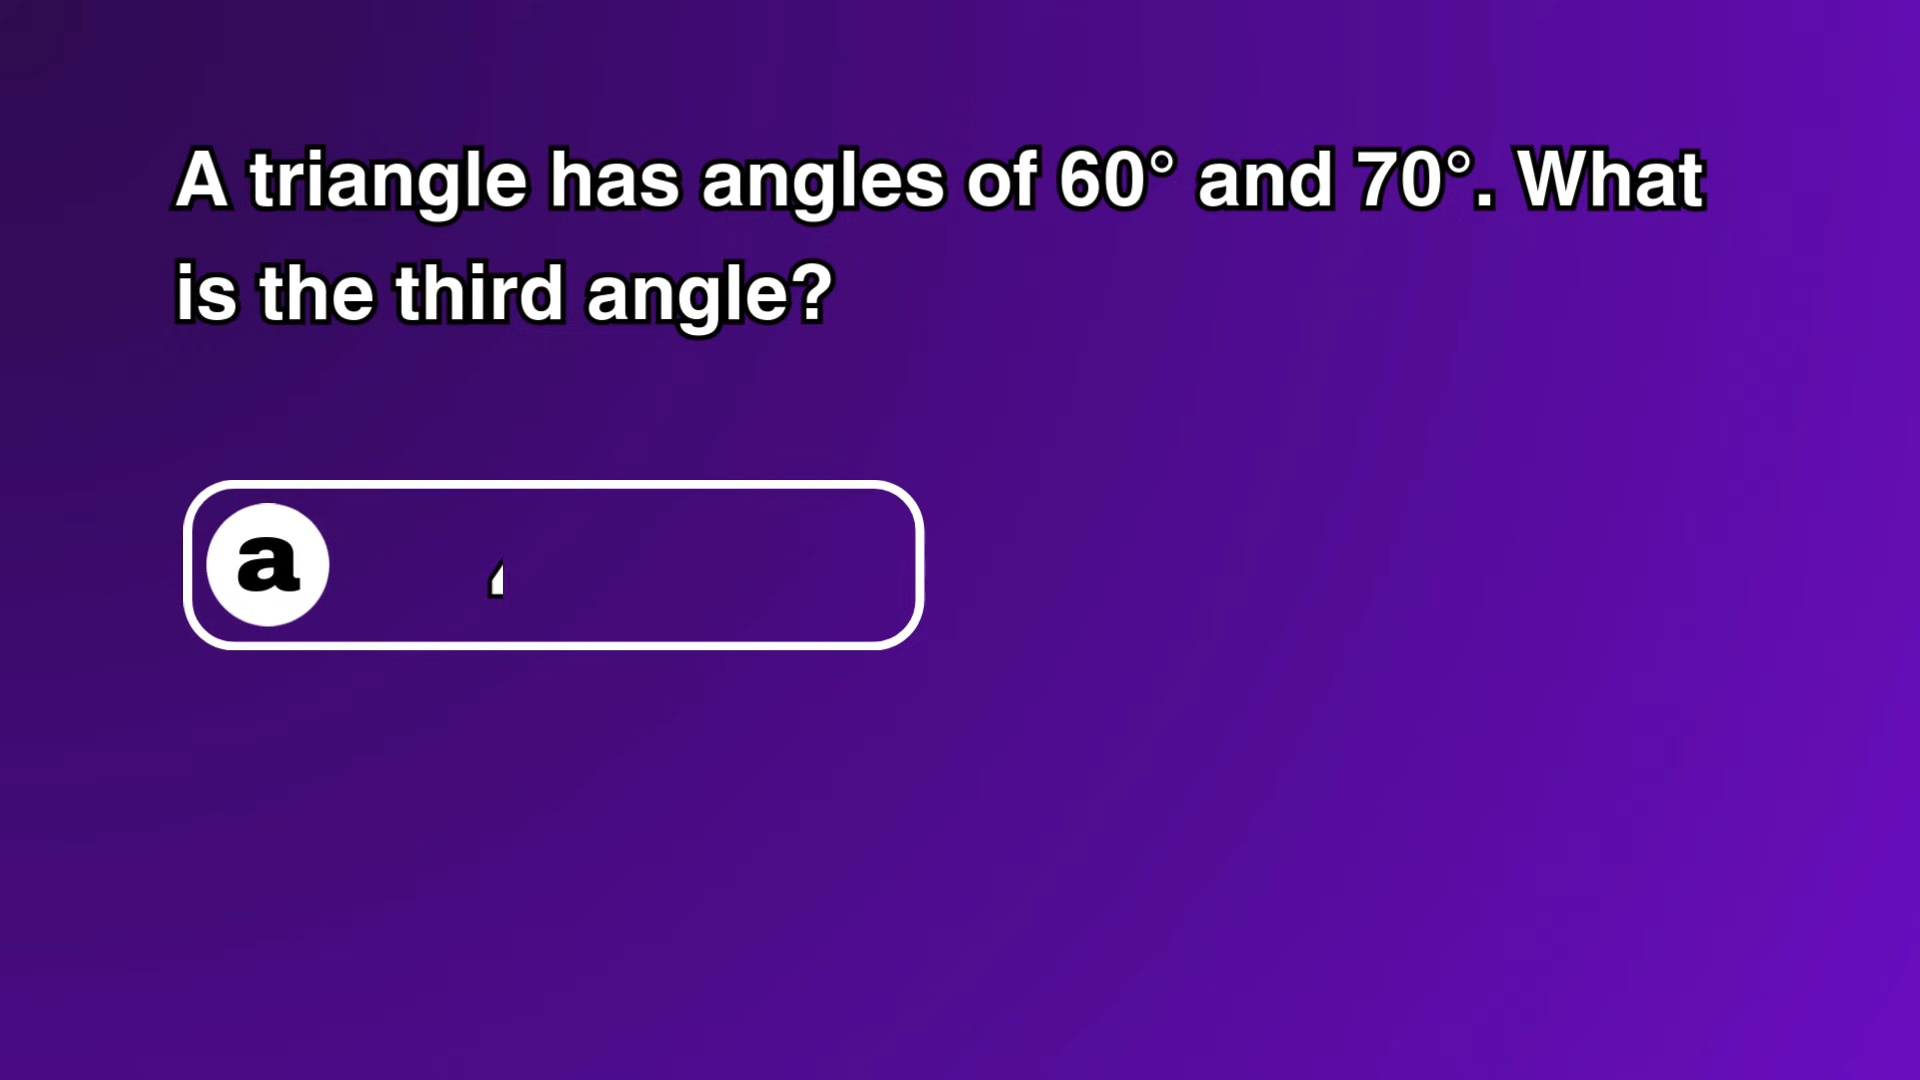 A triangle has angles of 60° and 70°. What
is the third angle?
a